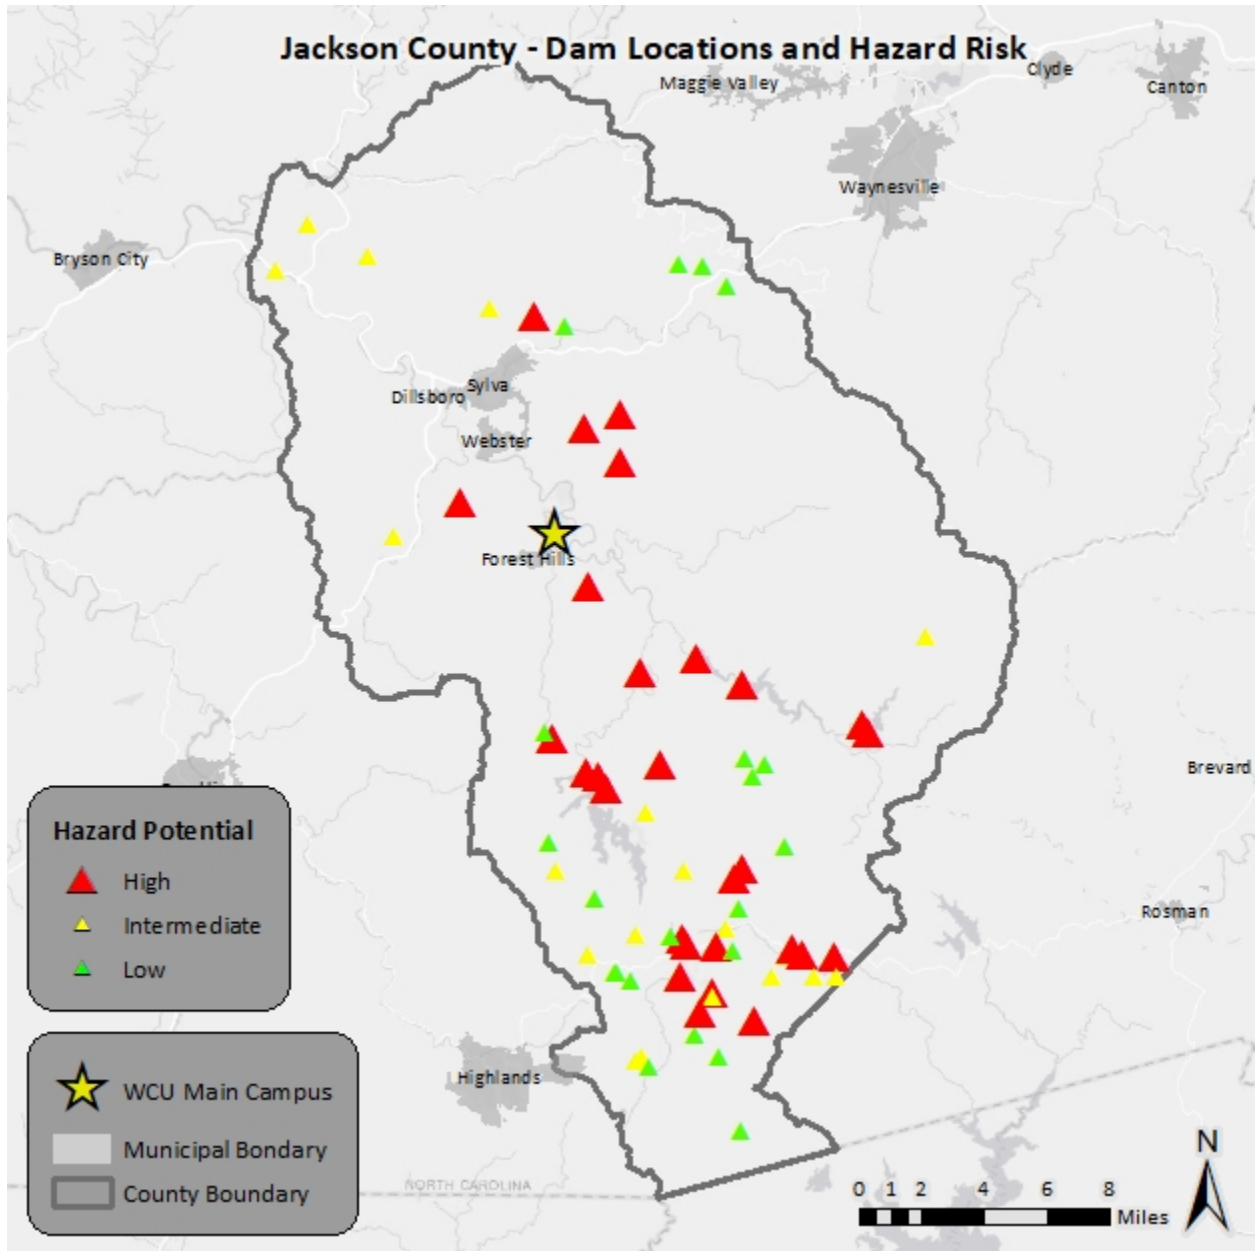 Jackson County - Dam Locations and Hazard Risk
Clyde
Maggie Valley
Canton
Waynesville
Bryson City
Sylva
Dillsboro
Webster
Forest Hills
Brevard
Hazard Potential
High
Intermediate
Low
Rosman
Highlands
WCU Main Campus
Municipal Bondary
County Boundary
NORTH CAROLINA
N
0 1 2 4 6 8
Miles